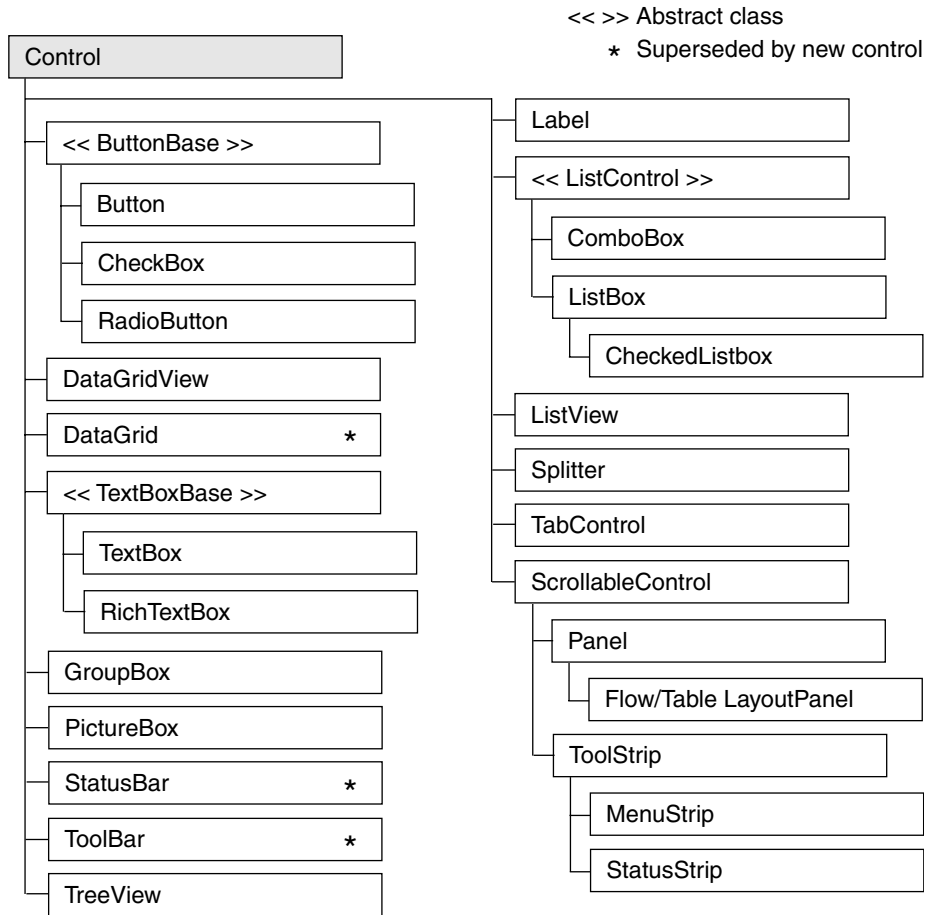 << >> Abstract class
* Superseded by new control
Control
<< ButtonBase >>
Button
CheckBox
RadioButton
DataGridView
DataGrid *
<< TextBoxBase >>
TextBox
RichTextBox
GroupBox
PictureBox
StatusBar *
ToolBar *
TreeView
Label
<< ListControl >>
ComboBox
ListBox
CheckedListbox
ListView
Splitter
TabControl
ScrollableControl
Panel
Flow/Table LayoutPanel
ToolStrip
MenuStrip
StatusStrip